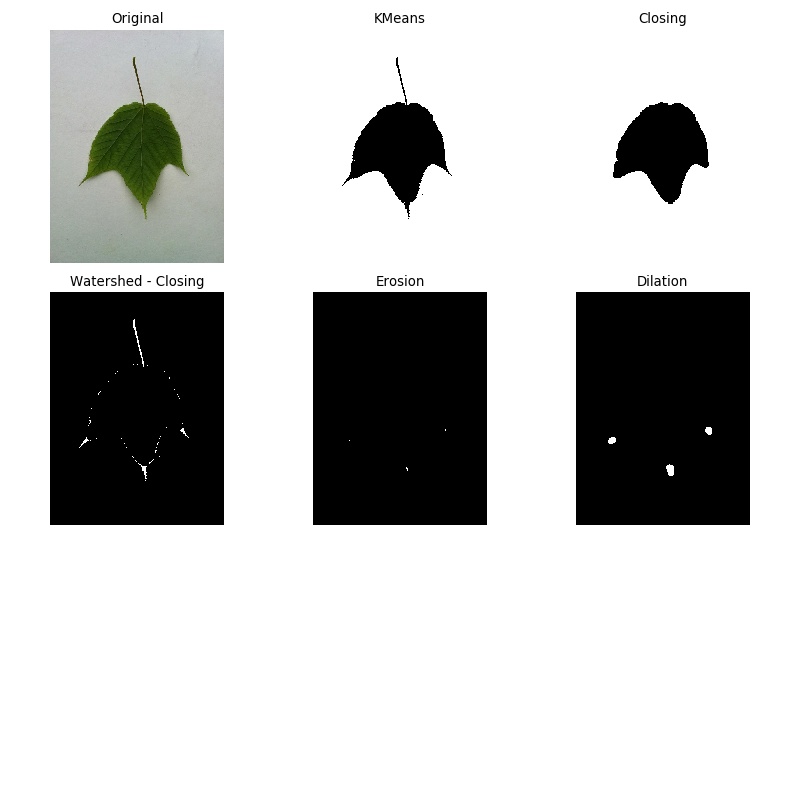 Original
KMeans
Closing
Watershed - Closing
Erosion
Dilation